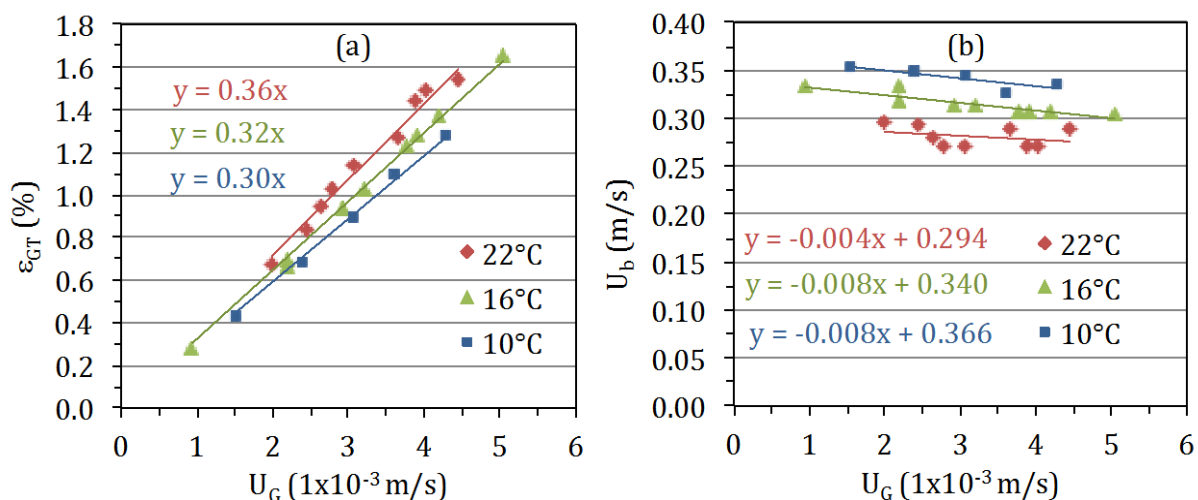 (a)
1.8
1.6
1.4
1.2
1.0
0.8
0.6
0.4
0.2
0.0
ε_GT (%)
y = 0.36x
y = 0.32x
y = 0.30x
22°C
16°C
10°C
0 1 2 3 4 5 6
U_G (1x10⁻³ m/s)
(b)
0.40
0.35
0.30
0.25
0.20
0.15
0.10
0.05
0.00
U_b (m/s)
y = -0.004x + 0.294
22°C
y = -0.008x + 0.340
16°C
y = -0.008x + 0.366
10°C
0 1 2 3 4 5 6
U_G (1x10⁻³ m/s)